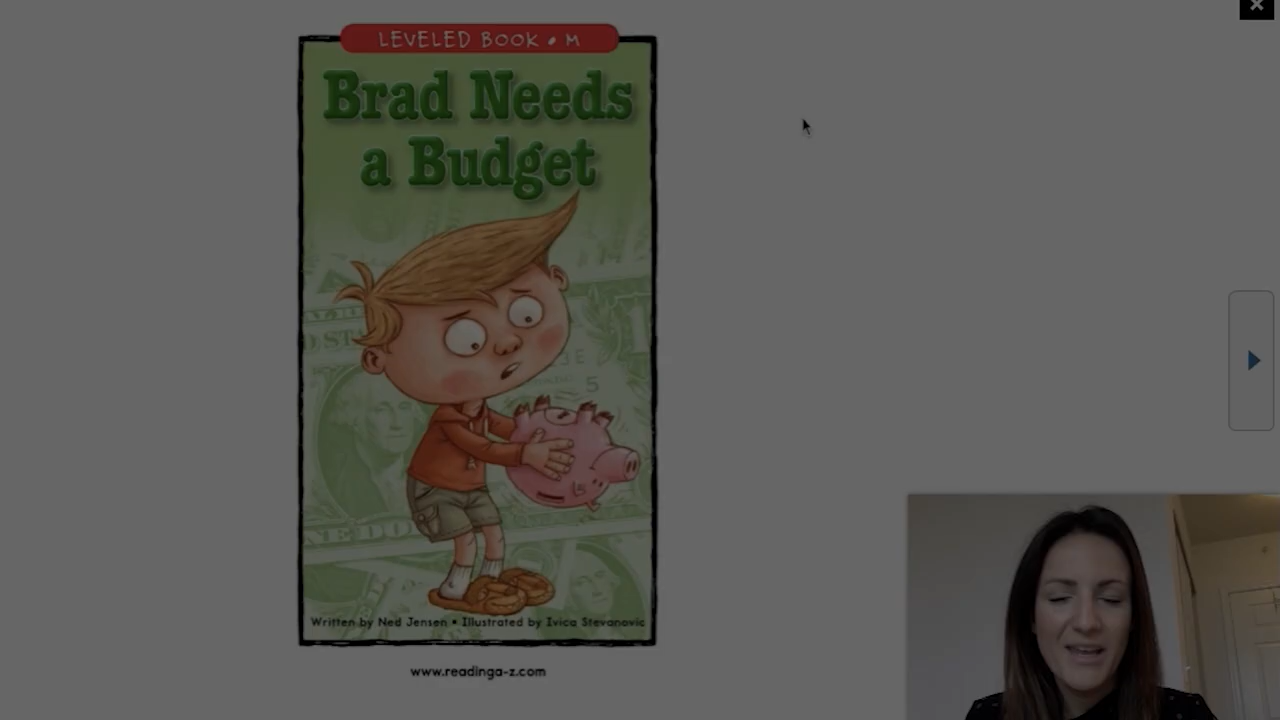 LEVELED BOOK • M
Brad Needs
a Budget
Written by Ned Jensen • Illustrated by Ivica Stevanovic
www.readinga-z.com